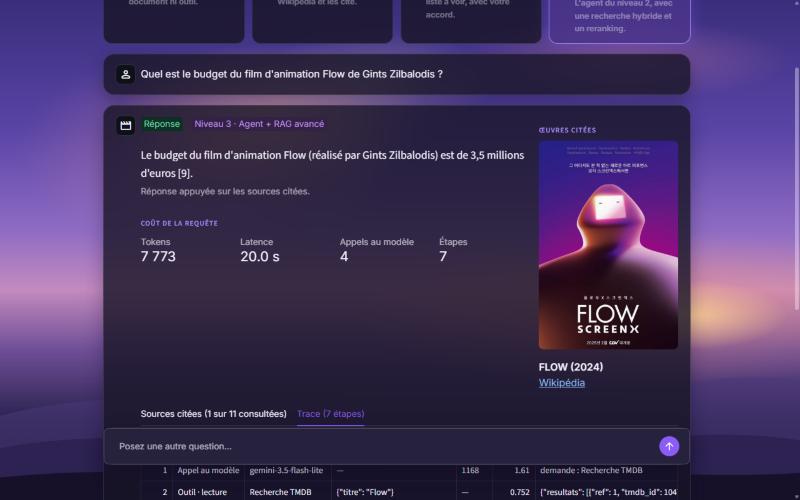 document ni outil.
Wikipédia et les cite.
liste à voir, avec votre
accord.
L'agent du niveau 2, avec
une recherche hybride et
un reranking.
Quel est le budget du film d'animation Flow de Gints Zilbalodis ?
Réponse Niveau 3 · Agent + RAG avancé
Le budget du film d'animation Flow (réalisé par Gints Zilbalodis) est de 3,5 millions
d'euros [9].
Réponse appuyée sur les sources citées.
COÛT DE LA REQUÊTE
Tokens Latence Appels au modèle Étapes
7 773 20.0 s 4 7
ŒUVRES CITÉES
FLOW
SCREENX
FLOW (2024)
Wikipédia
Sources citées (1 sur 11 consultées) Trace (7 étapes)
Posez une autre question...
1 Appel au modèle gemini-3.5-flash-lite — 1168 1.61 demande : Recherche TMDB
2 Outil · lecture Recherche TMDB {"titre": "Flow"} — 0.752 {"results": [{"ref": 1, "tmdb_id": 104